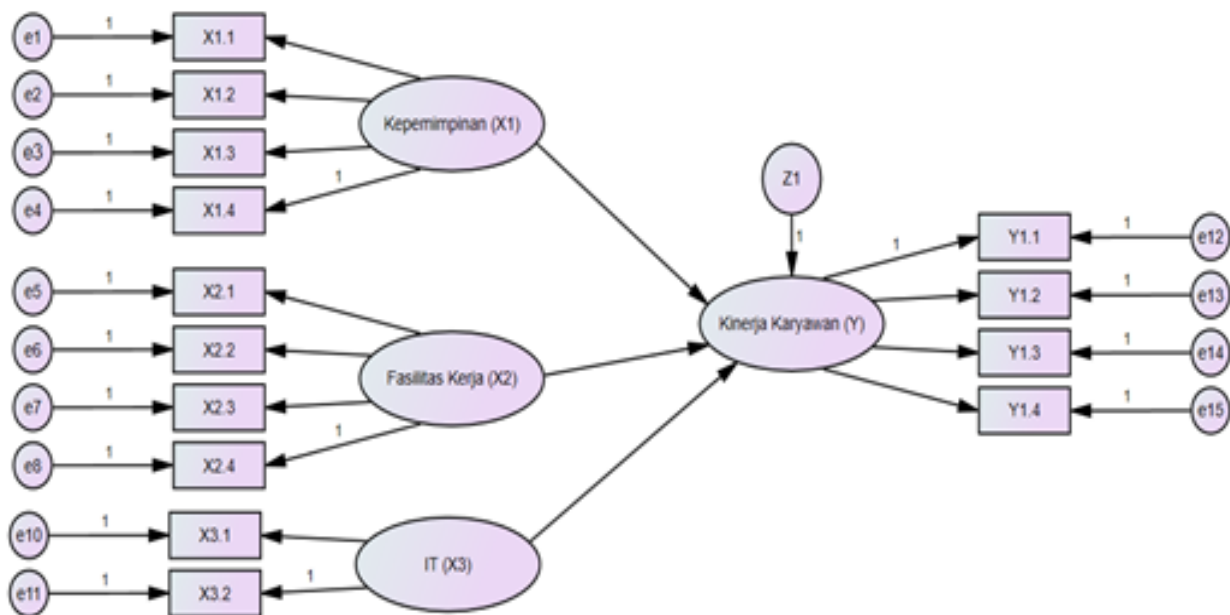 e1 1 X1.1
e2 1 X1.2
e3 1 X1.3
e4 1 X1.4
1
Kepemimpinan (X1)
e5 1 X2.1
e6 1 X2.2
e7 1 X2.3
e8 1 X2.4
1
Fasilitas Kerja (X2)
e10 1 X3.1
e11 1 X3.2
1
IT (X3)
Z1
1
Kinerja Karyawan (Y)
1
Y1.1 1 e12
Y1.2 1 e13
Y1.3 1 e14
Y1.4 1 e15